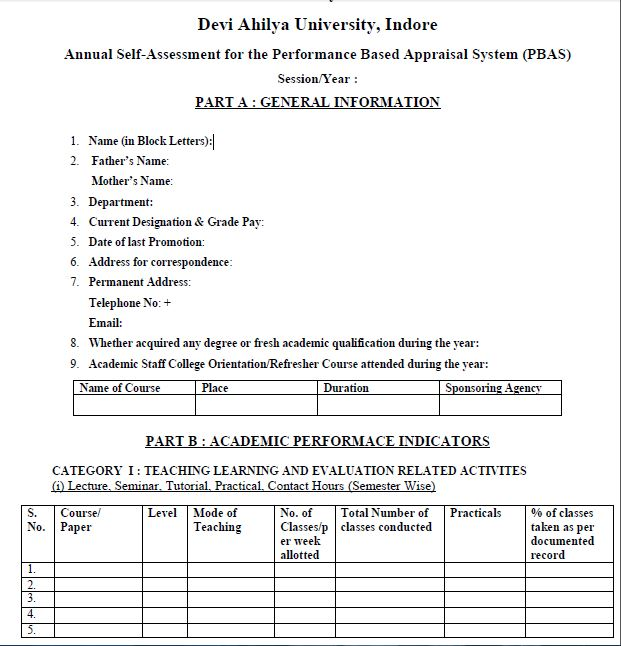 Devi Ahilya University, Indore
Annual Self-Assessment for the Performance Based Appraisal System (PBAS)
Session/Year :
PART A : GENERAL INFORMATION
1. Name (in Block Letters):
2. Father's Name:
Mother's Name:
3. Department:
4. Current Designation & Grade Pay:
5. Date of last Promotion:
6. Address for correspondence:
7. Permanent Address:
Telephone No: +
Email:
8. Whether acquired any degree or fresh academic qualification during the year:
9. Academic Staff College Orientation/Refresher Course attended during the year:
Name of Course Place Duration Sponsoring Agency
PART B : ACADEMIC PERFORMACE INDICATORS
CATEGORY I : TEACHING LEARNING AND EVALUATION RELATED ACTIVITES
(i) Lecture, Seminar, Tutorial, Practical, Contact Hours (Semester Wise)
S. Course/ Level Mode of No. of Total Number of Practicals % of classes
No. Paper Teaching Classes/p classes conducted taken as per
er week documented
allotted record
1.
2.
3.
4.
5.